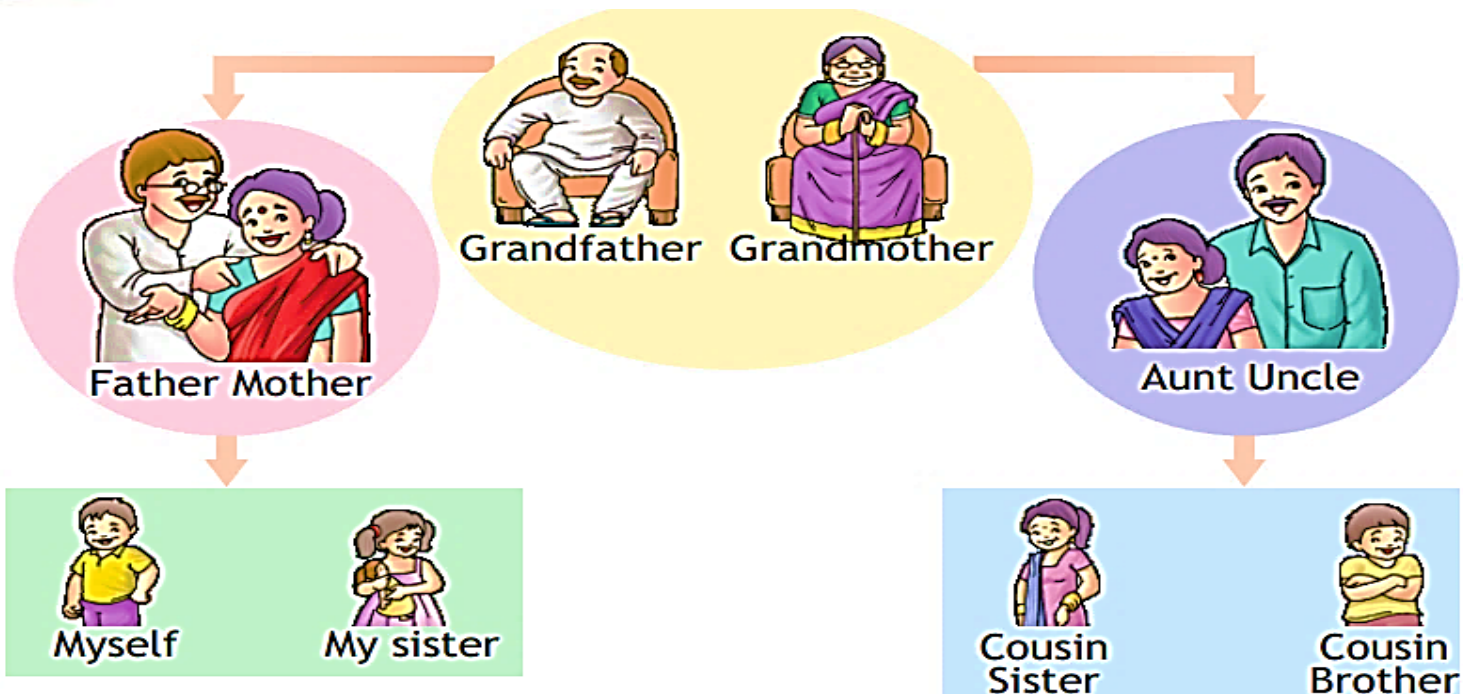 Grandfather Grandmother
Father Mother
Aunt Uncle
Myself
My sister
Cousin
Sister
Cousin
Brother